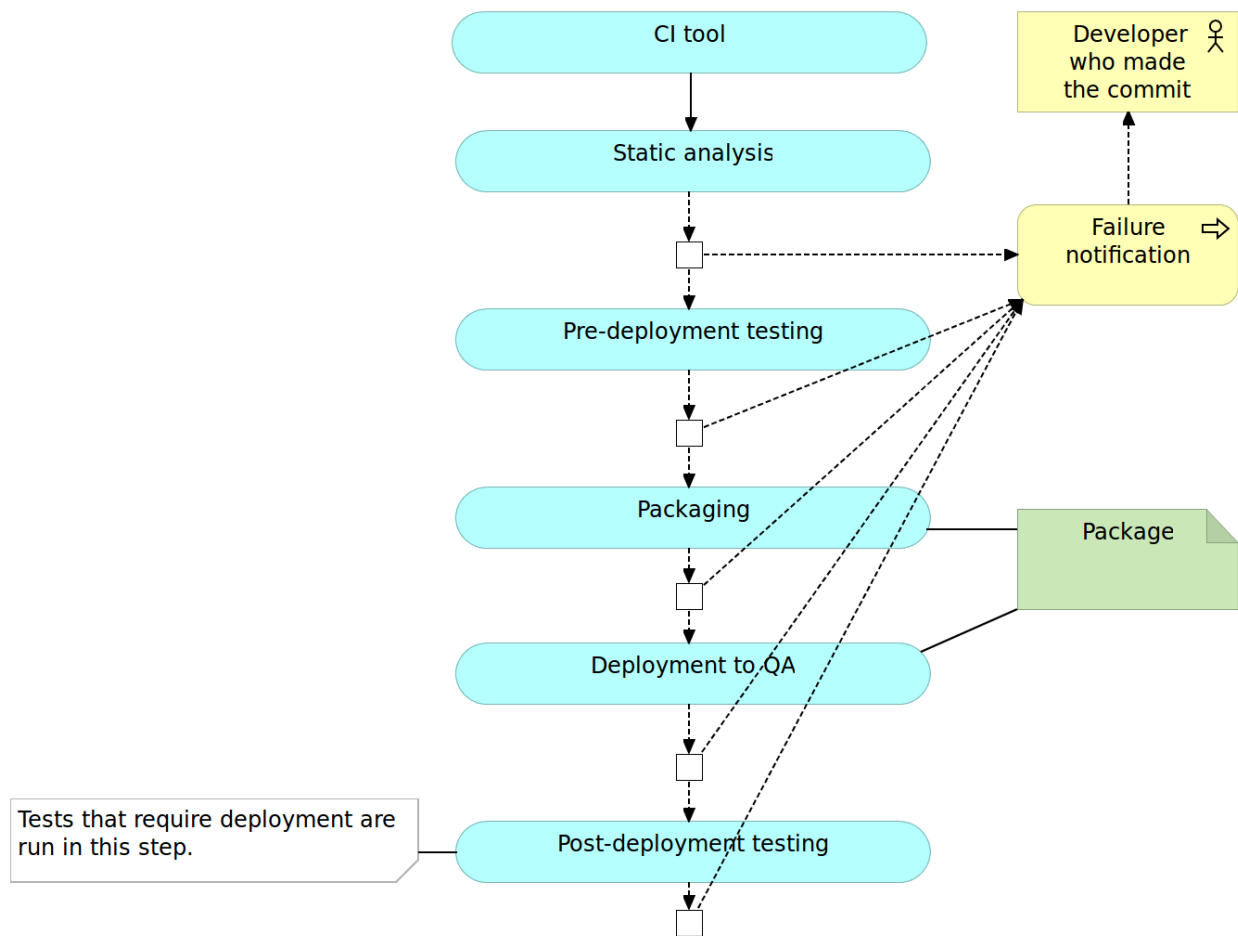 CI tool
Developer
who made
the commit
Static analysis
Failure
notification
Pre-deployment testing
Packaging
Package
Deployment to QA
Tests that require deployment are
run in this step.
Post-deployment testing